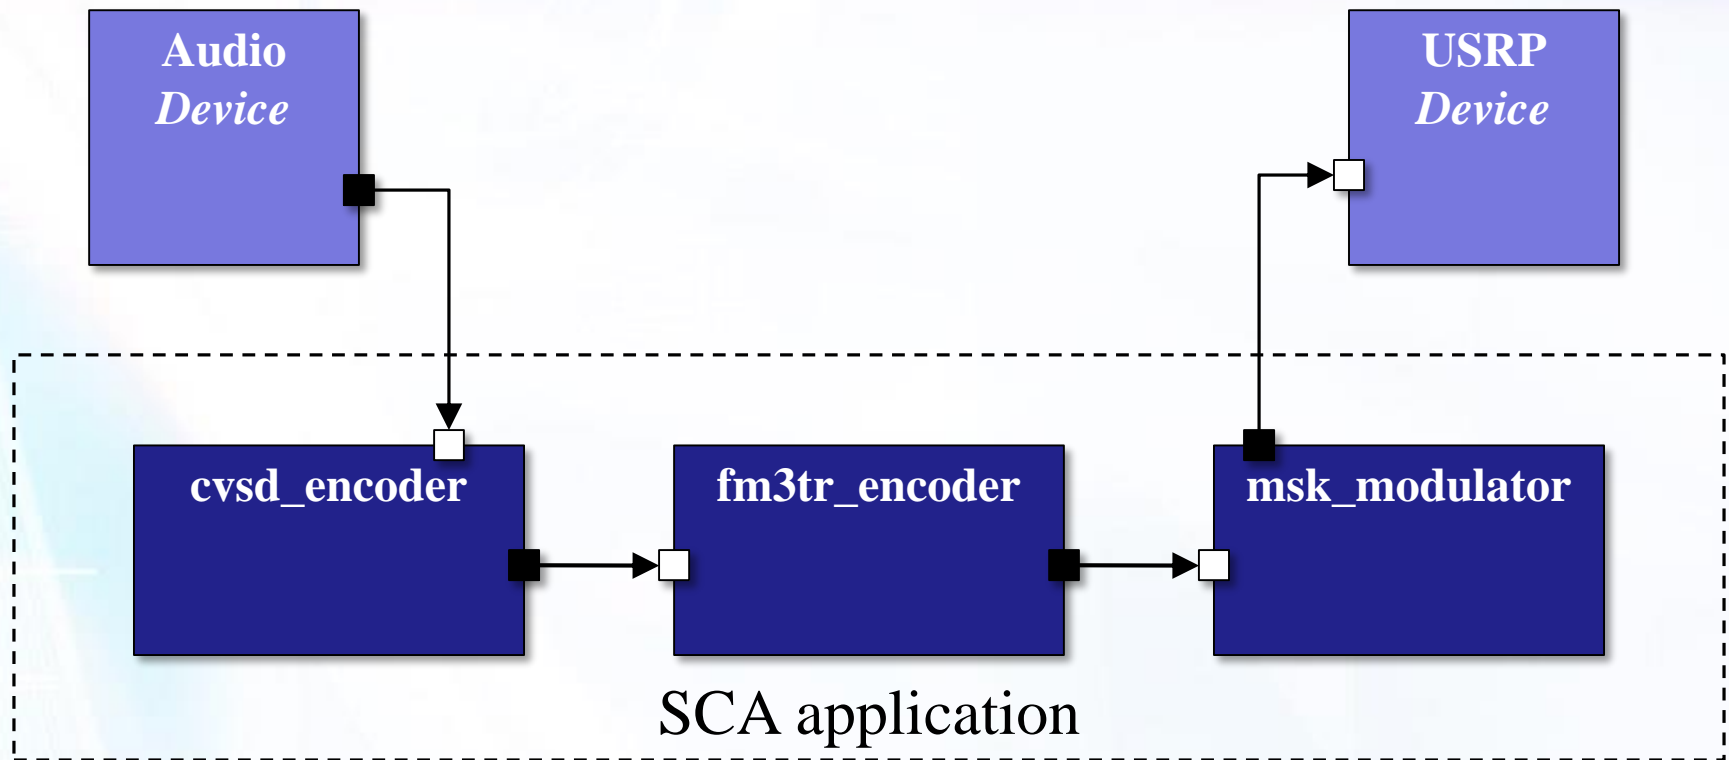 Audio
Device
USRP
Device
cvsd_encoder
fm3tr_encoder
msk_modulator
SCA application